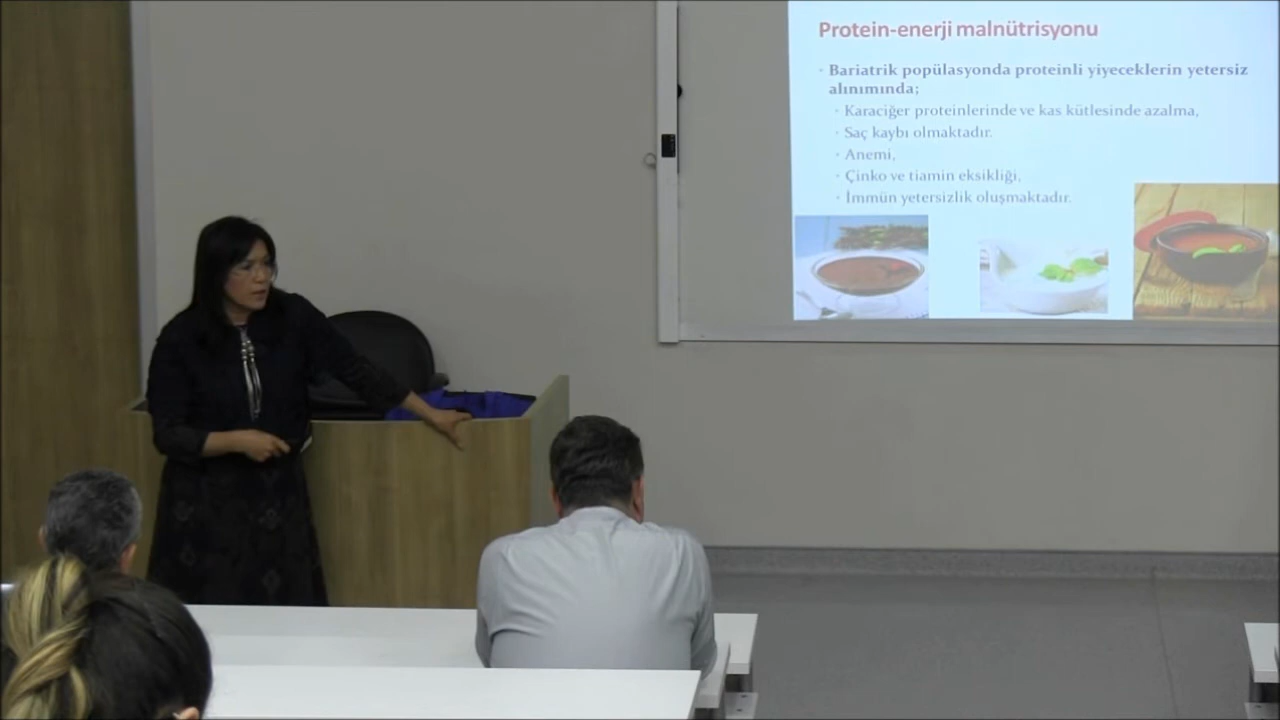 Protein-enerji malnütrisyonu
• Bariatrik popülasyonda proteinli yiyeceklerin yetersiz
alınımında;
• Karaciğer proteinlerinde ve kas kütlesinde azalma,
• Saç kaybı olmaktadır.
• Anemi,
• Çinko ve tiamin eksikliği,
• İmmün yetersizlik oluşmaktadır.